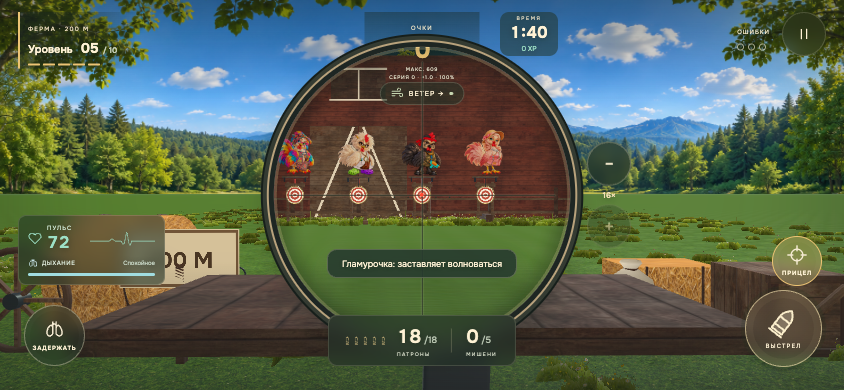 ФЕРМА · 200 М
Уровень 05 / 10
ОЧКИ
0
МАКС. 609
СЕРИЯ 0 · ×1.0 · 100%
ВЕТЕР →
ВРЕМЯ
1:40
0 XP
ОШИБКИ
−
16×
+
ПУЛЬС
72
ДЫХАНИЕ Спокойное
00 М
Гламурочка: заставляет волноваться
ПРИЦЕЛ
ЗАДЕРЖАТЬ
18 /18
ПАТРОНЫ
0 /5
МИШЕНИ
ВЫСТРЕЛ